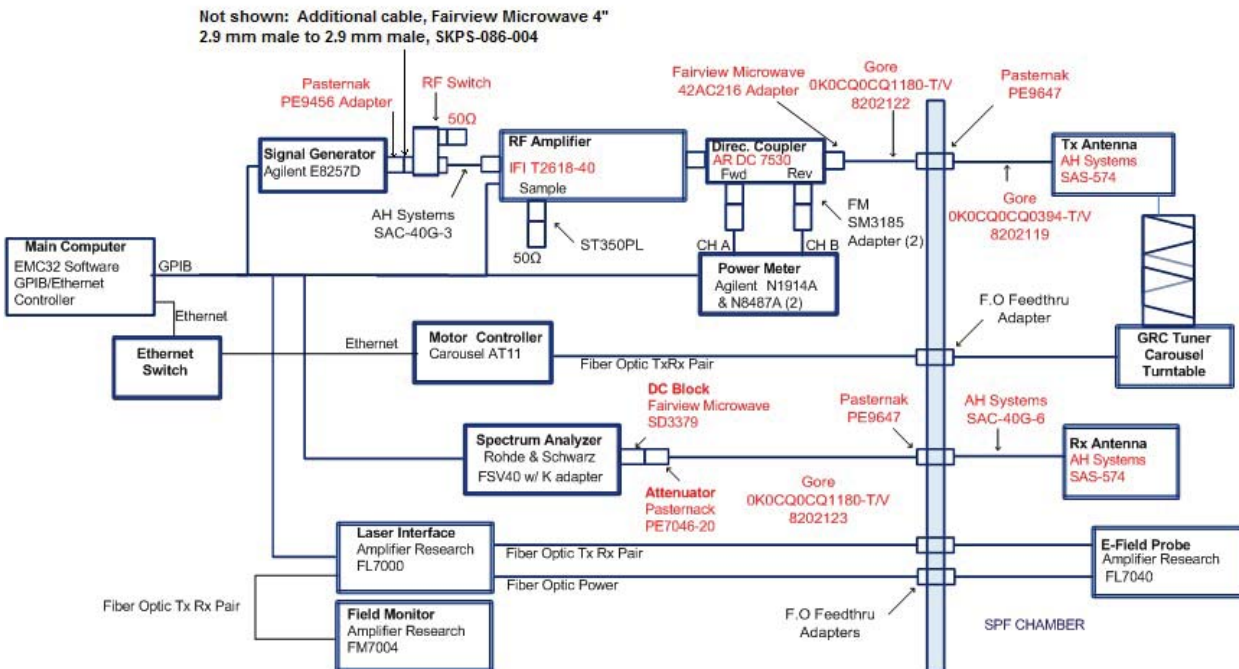 Not shown: Additional cable, Fairview Microwave 4"
2.9 mm male to 2.9 mm male, SKPS-086-004
Pasternak
PE9456 Adapter
RF Switch
50Ω
Fairview Microwave
42AC216 Adapter
Gore
0K0CQ0CQ1180-T/V
8202122
Pasternak
PE9647
Signal Generator
Agilent E8257D
RF Amplifier
IFI T2618-40
Sample
Direc. Coupler
AR DC 7530
Fwd
Rev
Tx Antenna
AH Systems
SAS-574
AH Systems
SAC-40G-3
50Ω
ST350PL
FM
SM3185
Adapter (2)
Gore
0K0CQ0CQ0394-T/V
8202119
CH A
CH B
Power Meter
Agilent N1914A
& N8487A (2)
Main Computer
EMC32 Software
GPIB/Ethernet
Controller
GPIB
Ethernet
Ethernet
Switch
Ethernet
Motor Controller
Carousel AT11
Fiber Optic TxRx Pair
F.O Feedthru
Adapter
GRC Tuner
Carousel
Turntable
DC Block
Fairview Microwave
SD3379
Pasternak
PE9647
AH Systems
SAC-40G-6
Spectrum Analyzer
Rohde & Schwarz
FSV40 w/ K adapter
Attenuator
Pasternack
PE7046-20
Gore
0K0CQ0CQ1180-T/V
8202123
Rx Antenna
AH Systems
SAS-574
Laser Interface
Amplifier Research
FL7000
Fiber Optic Tx Rx Pair
Fiber Optic Power
E-Field Probe
Amplifier Research
FL7040
Fiber Optic Tx Rx Pair
Field Monitor
Amplifier Research
FM7004
F.O Feedthru
Adapters
SPF CHAMBER